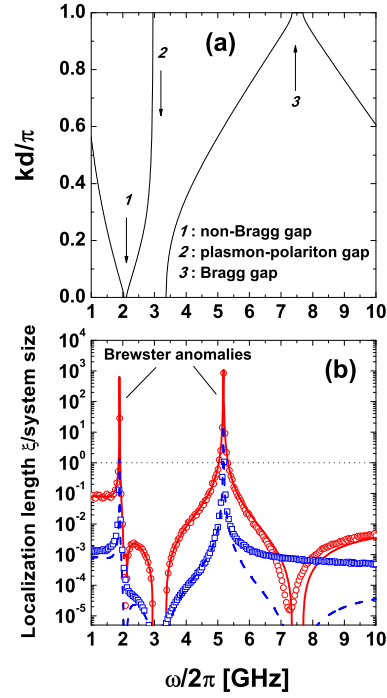 (a)
kd/π
1.0
0.8
0.6
0.4
0.2
0.0
2
3
1
1 : non-Bragg gap
2 : plasmon-polariton gap
3 : Bragg gap
1 2 3 4 5 6 7 8 9 10
(b)
Localization length ξ/system size
10^4
10^3
10^2
10^1
10^0
10^-1
10^-2
10^-3
10^-4
10^-5
Brewster anomalies
1 2 3 4 5 6 7 8 9 10
ω/2π [GHz]